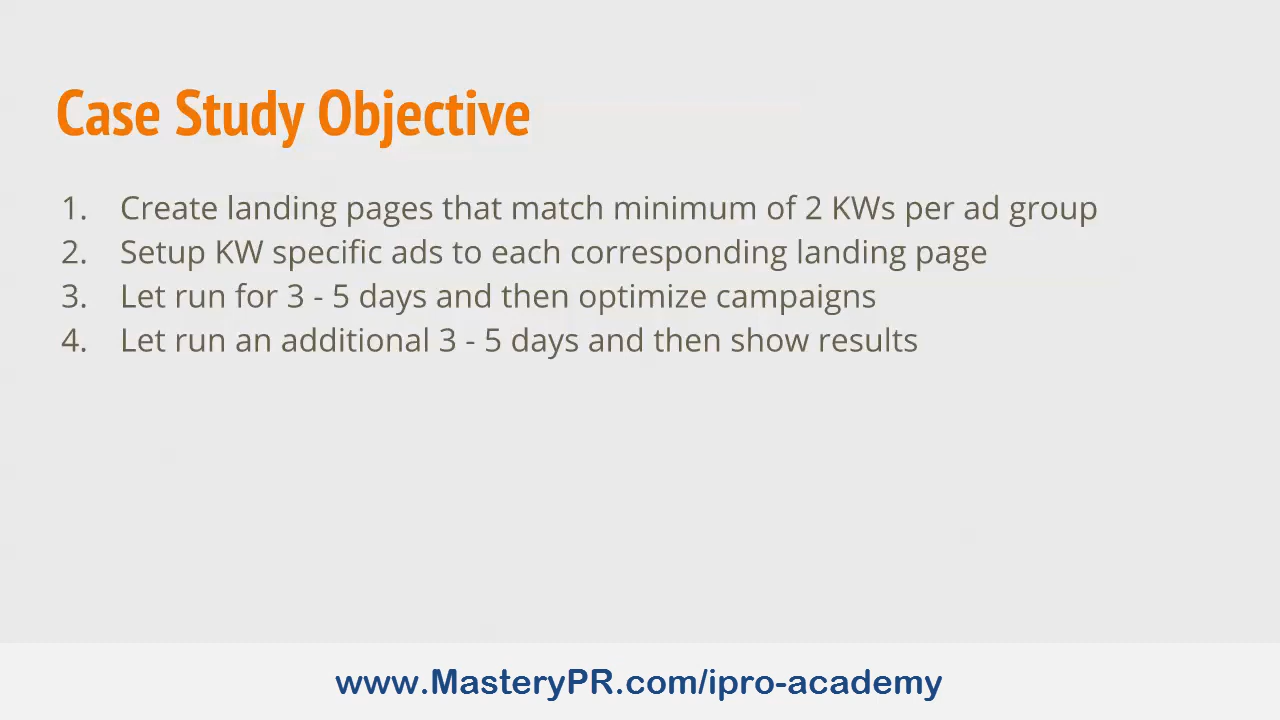 Case Study Objective
1. Create landing pages that match minimum of 2 KWs per ad group
2. Setup KW specific ads to each corresponding landing page
3. Let run for 3 - 5 days and then optimize campaigns
4. Let run an additional 3 - 5 days and then show results
www.MasteryPR.com/ipro-academy